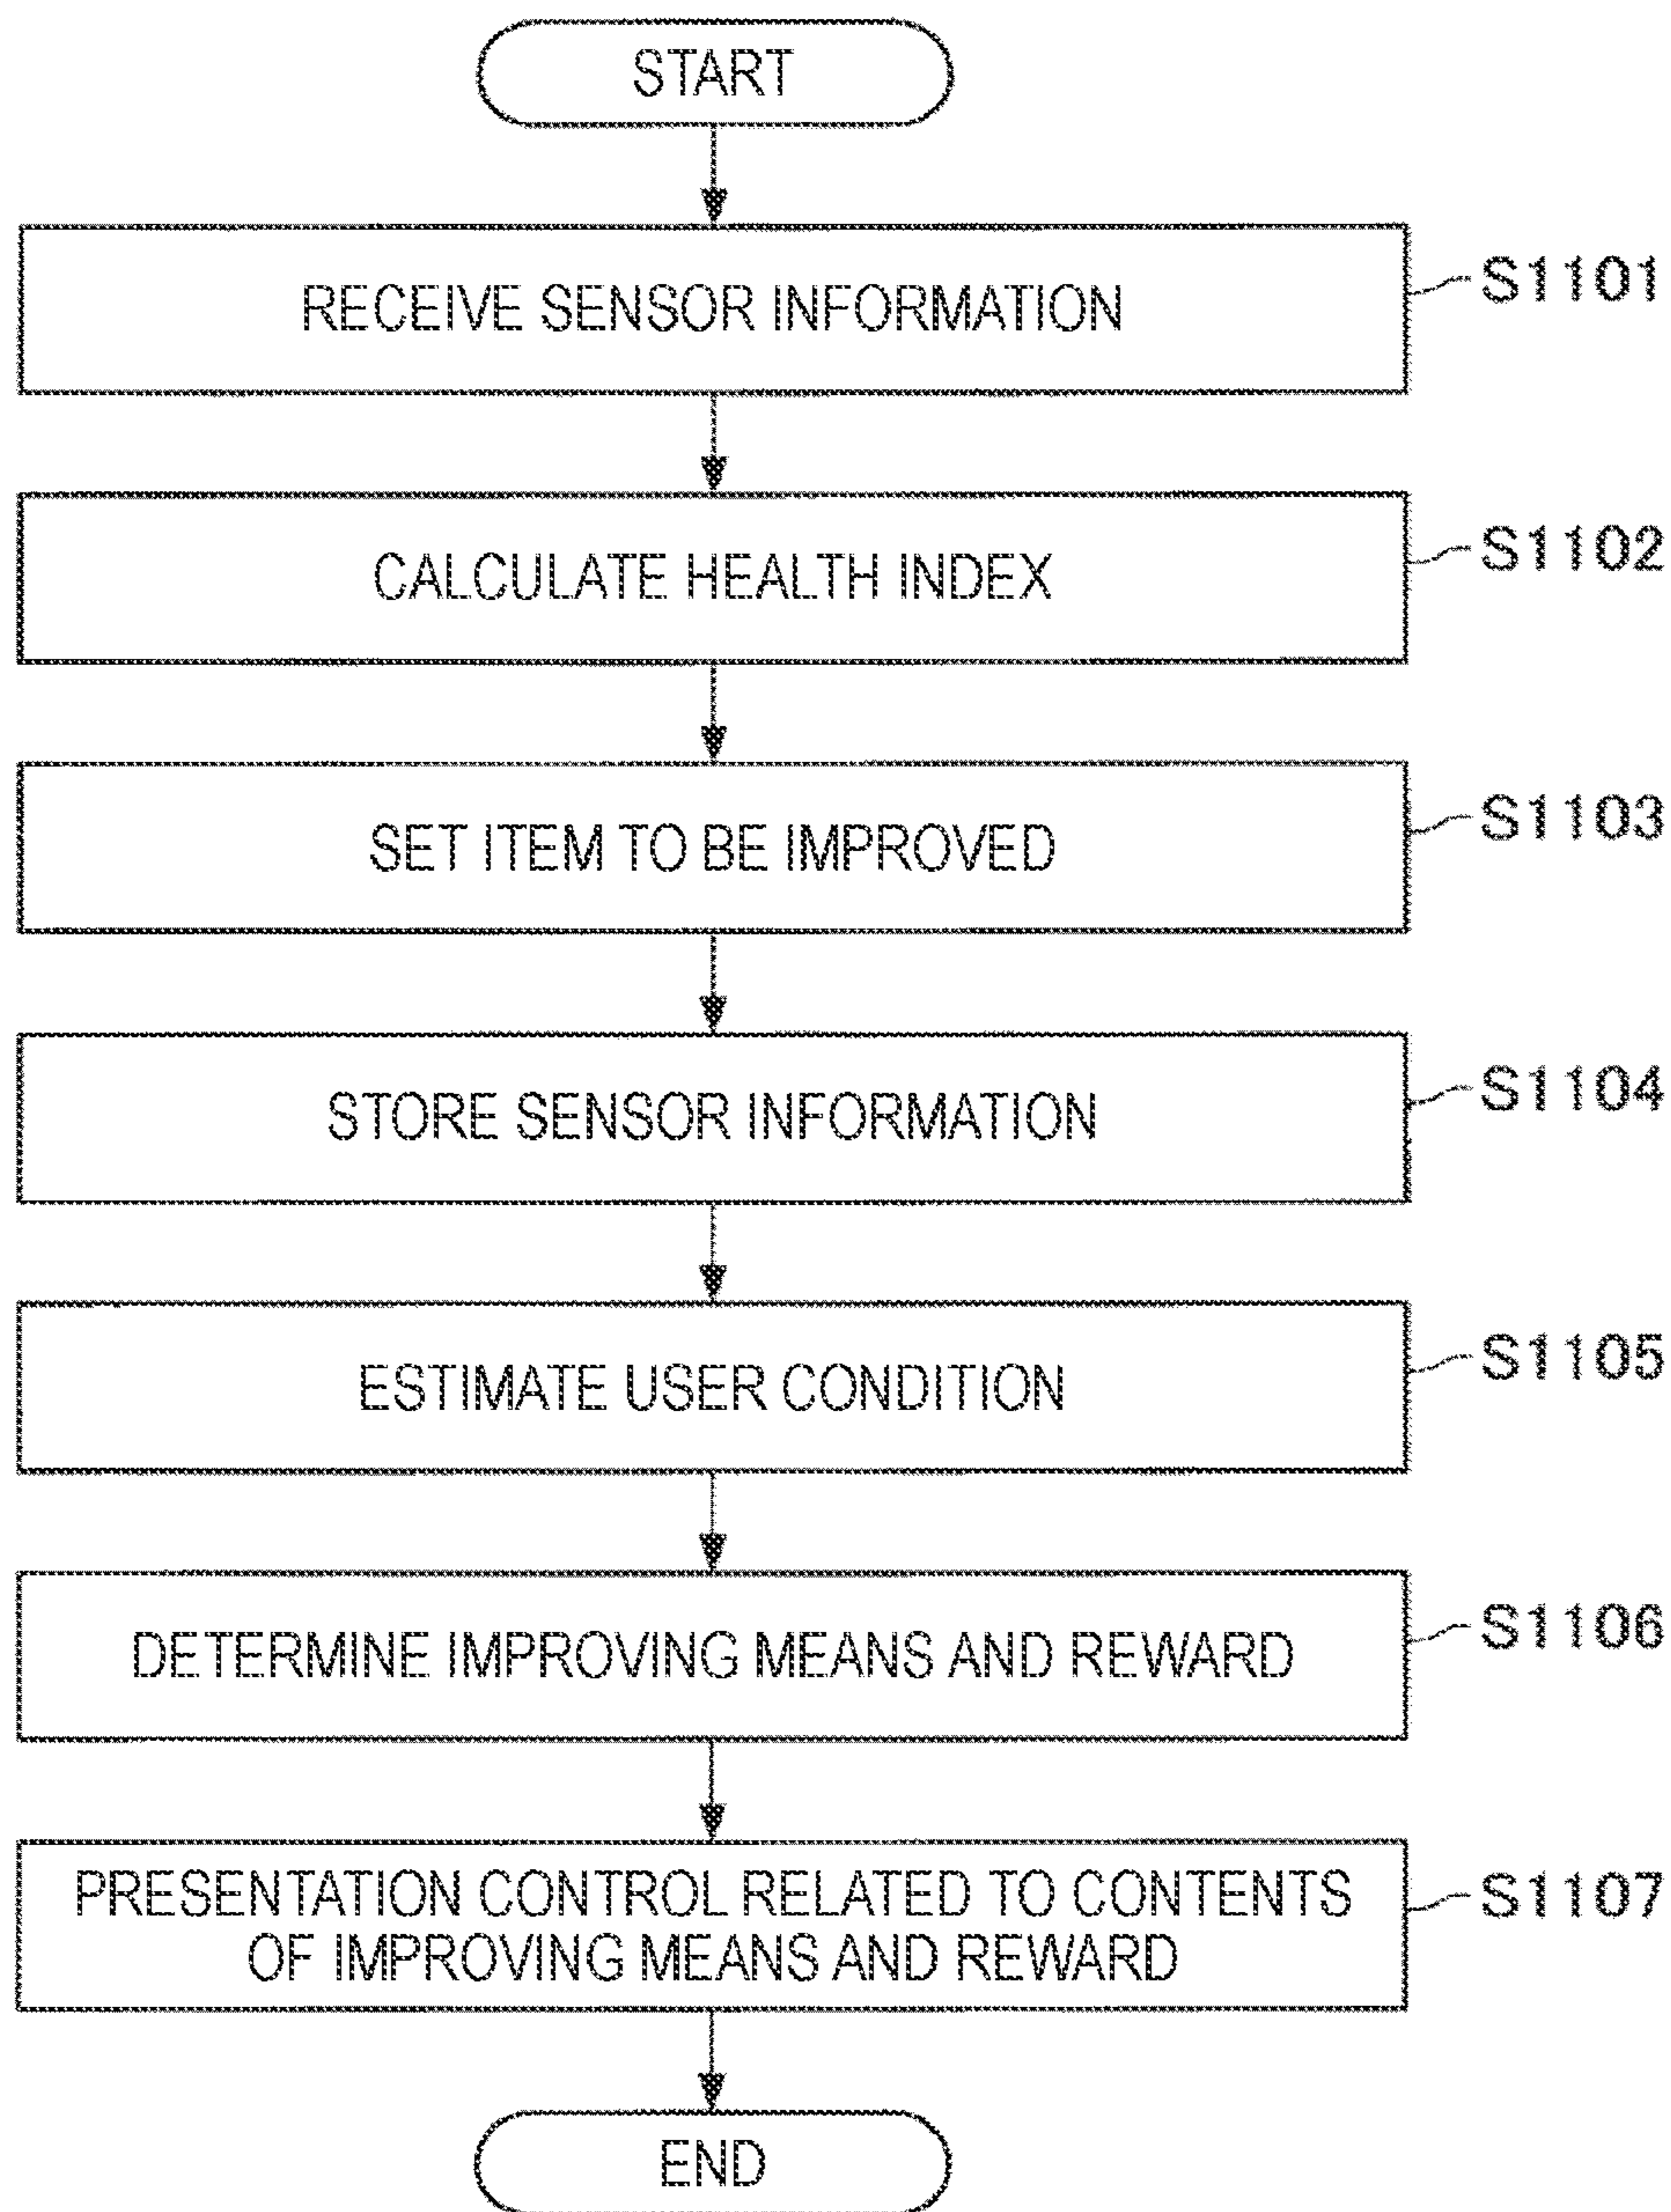 START
RECEIVE SENSOR INFORMATION
S1101
CALCULATE HEALTH INDEX
S1102
SET ITEM TO BE IMPROVED
S1103
STORE SENSOR INFORMATION
S1104
ESTIMATE USER CONDITION
S1105
DETERMINE IMPROVING MEANS AND REWARD
S1106
PRESENTATION CONTROL RELATED TO CONTENTS
OF IMPROVING MEANS AND REWARD
S1107
END